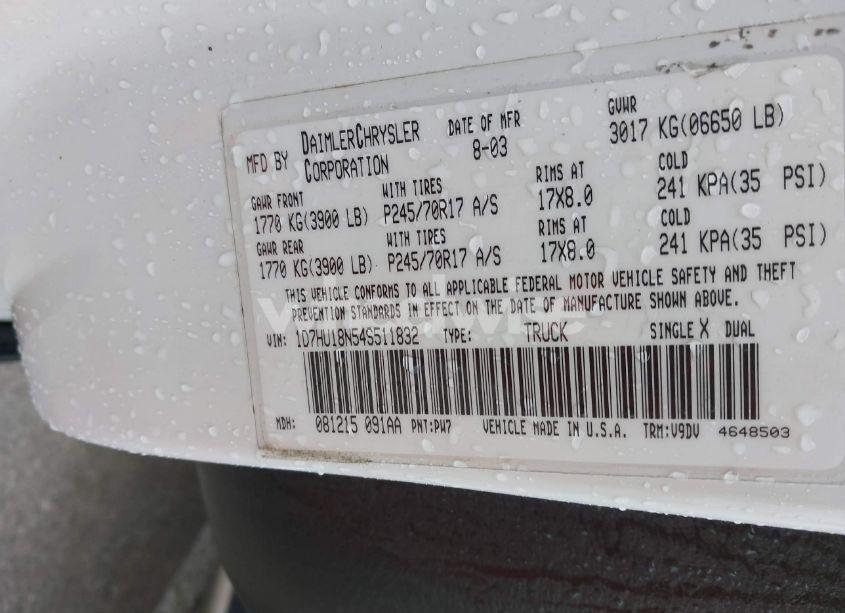 MFD BY DAIMLERCHRYSLER CORPORATION DATE OF MFR 8-03 GVWR 3017 KG(06650 LB)
GAWR FRONT WITH TIRES RIMS AT COLD
1770 KG(3900 LB) P245/70R17 A/S 17X8.0 241 KPA(35 PSI)
GAWR REAR WITH TIRES RIMS AT COLD
1770 KG(3900 LB) P245/70R17 A/S 17X8.0 241 KPA(35 PSI)
THIS VEHICLE CONFORMS TO ALL APPLICABLE FEDERAL MOTOR VEHICLE SAFETY AND THEFT
PREVENTION STANDARDS IN EFFECT ON THE DATE OF MANUFACTURE SHOWN ABOVE.
VIN: 1D7HU18N54S511832 TYPE: TRUCK SINGLE X DUAL
MDH: 081215 091AA PNT:PW7 VEHICLE MADE IN U.S.A. TRM:V9DV 4648503